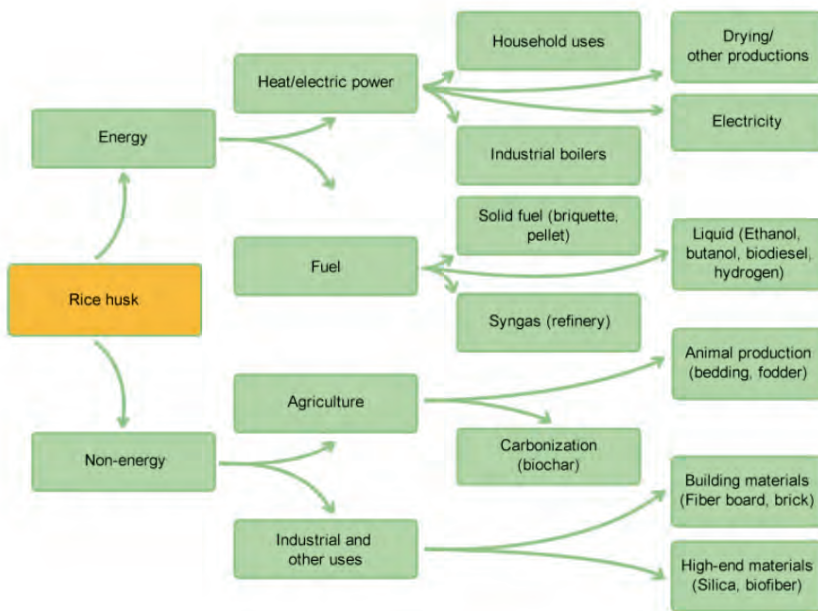 Household uses
Drying/
other productions
Heat/electric power
Electricity
Energy
Industrial boilers
Solid fuel (briquette,
pellet)
Liquid (Ethanol,
butanol, biodiesel,
hydrogen)
Fuel
Rice husk
Syngas (refinery)
Animal production
(bedding, fodder)
Agriculture
Carbonization
(biochar)
Non-energy
Building materials
(Fiber board, brick)
Industrial and
other uses
High-end materials
(Silica, biofiber)